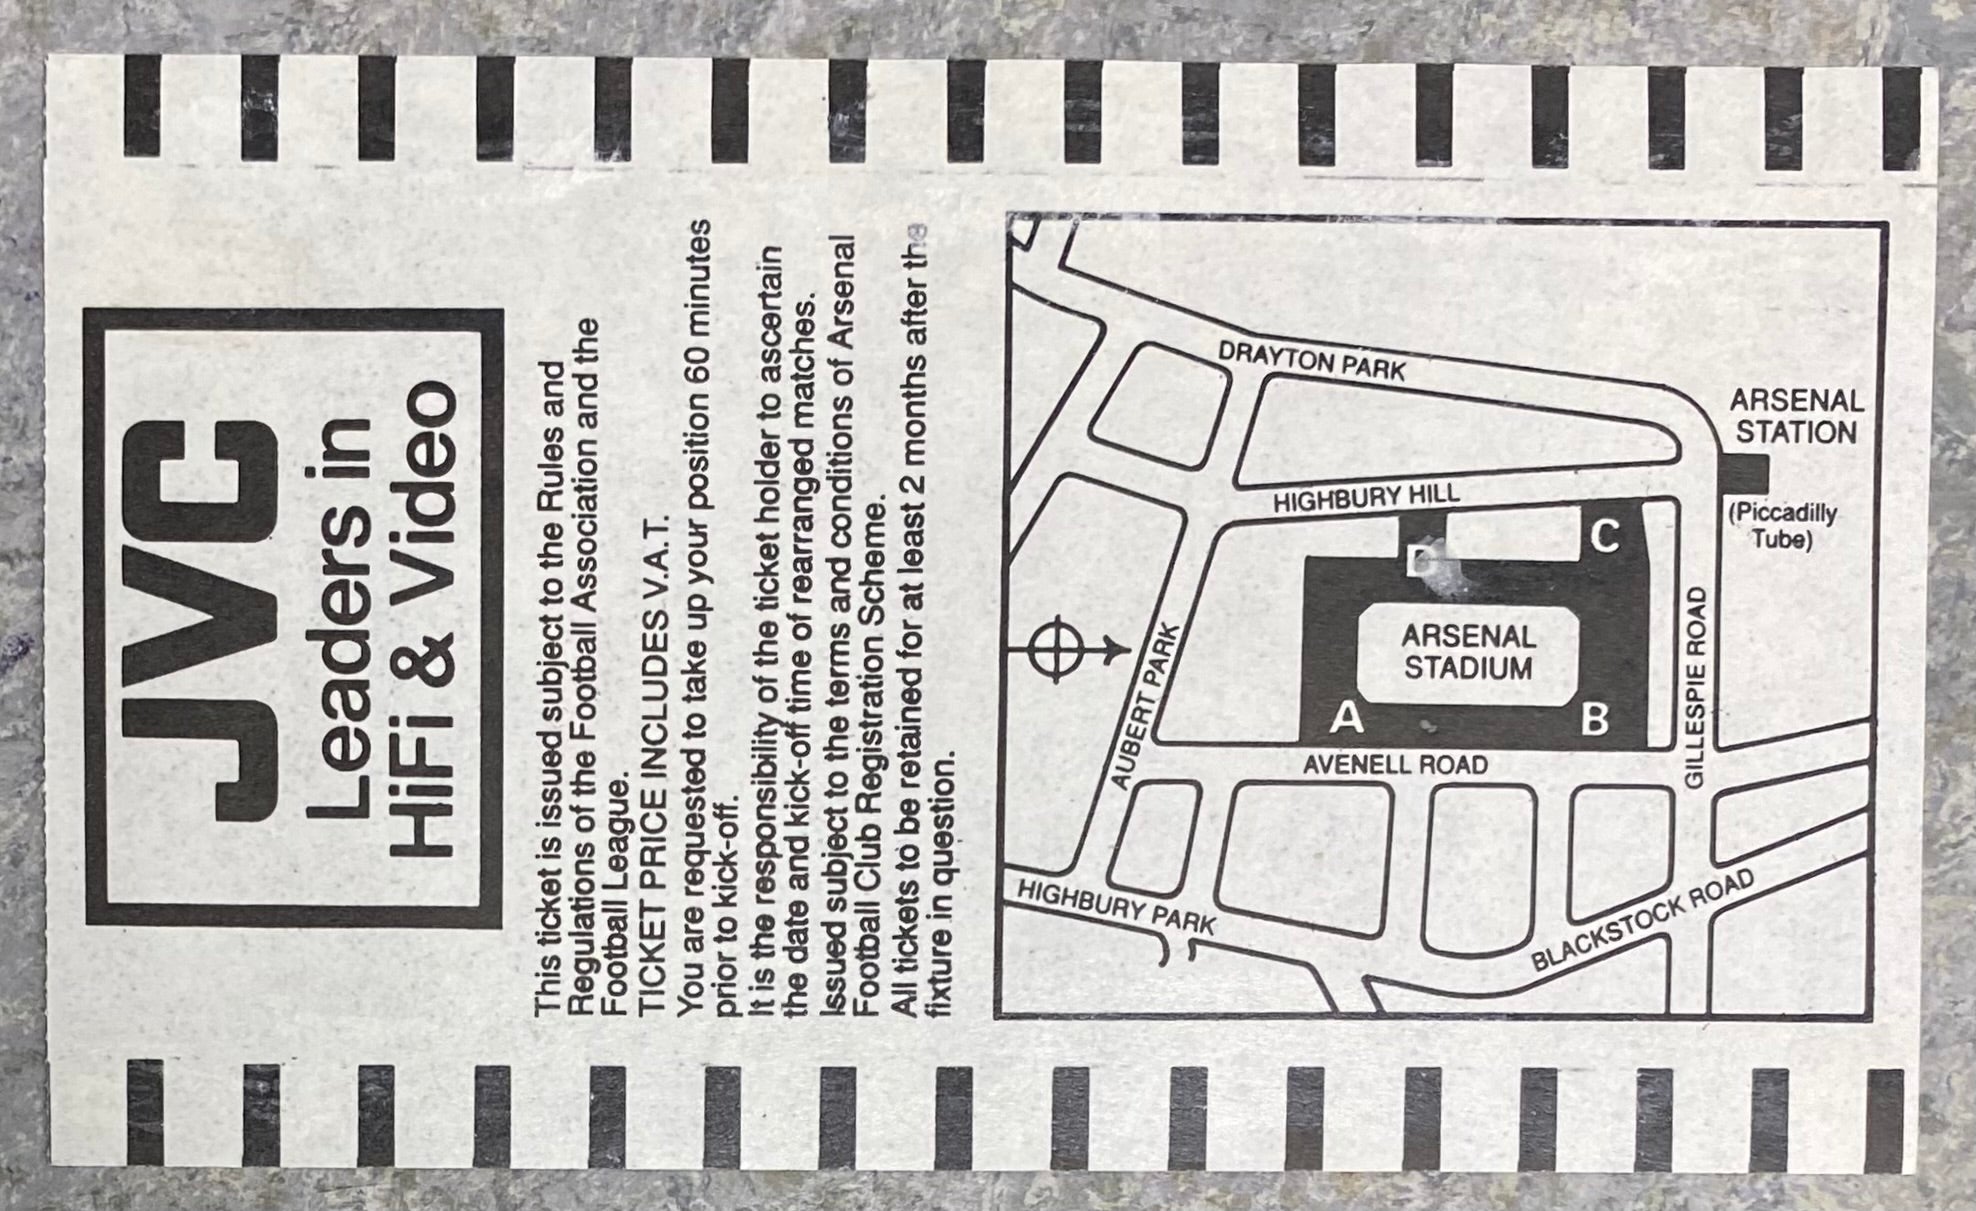 JVC
Leaders in
HiFi & Video
This ticket is issued subject to the Rules and
Regulations of the Football Association and the
Football League.
TICKET PRICE INCLUDES V.A.T.
You are requested to take up your position 60 minutes
prior to kick-off.
It is the responsibility of the ticket holder to ascertain
the date and kick-off time of rearranged matches.
Issued subject to the terms and conditions of Arsenal
Football Club Registration Scheme.
All tickets to be retained for at least 2 months after the
fixture in question.
DRAYTON PARK
ARSENAL
STATION
(Piccadilly
Tube)
HIGHBURY HILL
C
ARSENAL
STADIUM
A
B
AUBERT PARK
GILLESPIE ROAD
AVENELL ROAD
HIGHBURY PARK
BLACKSTOCK ROAD